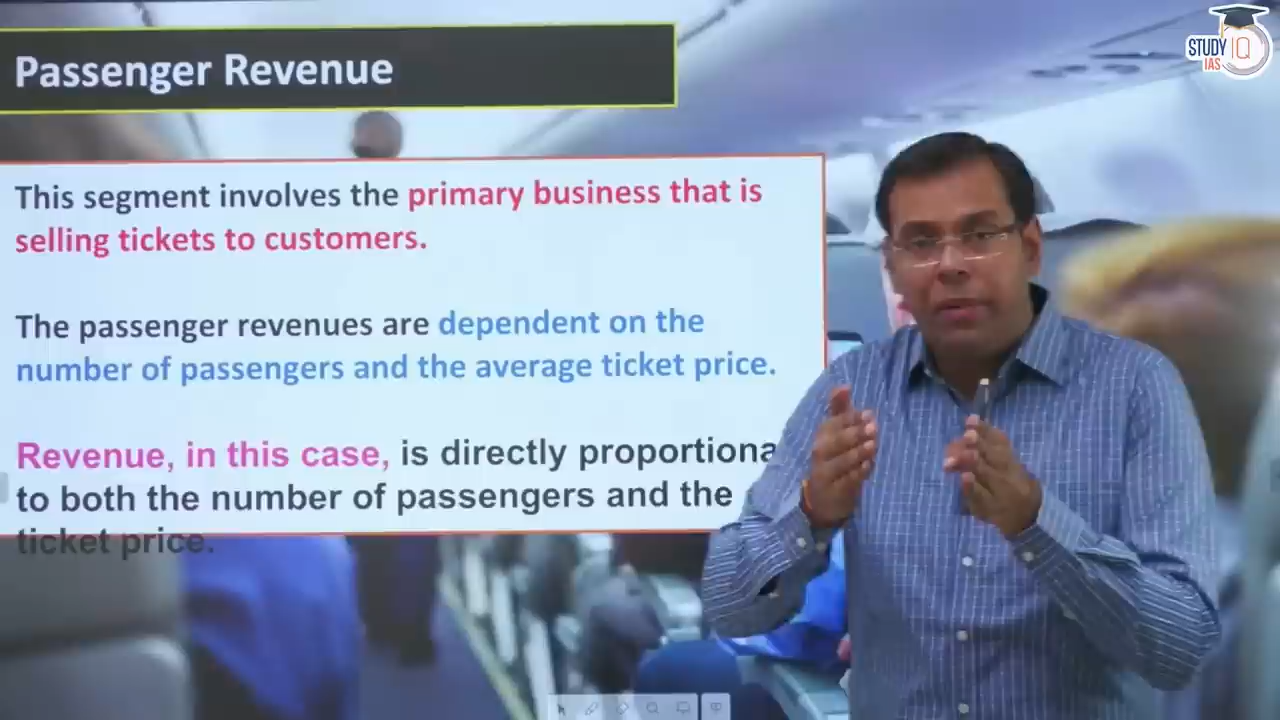 Passenger Revenue
STUDY IQ
IAS
This segment involves the primary business that is
selling tickets to customers.
The passenger revenues are dependent on the
number of passengers and the average ticket price.
Revenue, in this case, is directly proportiona
to both the number of passengers and the
ticket price.